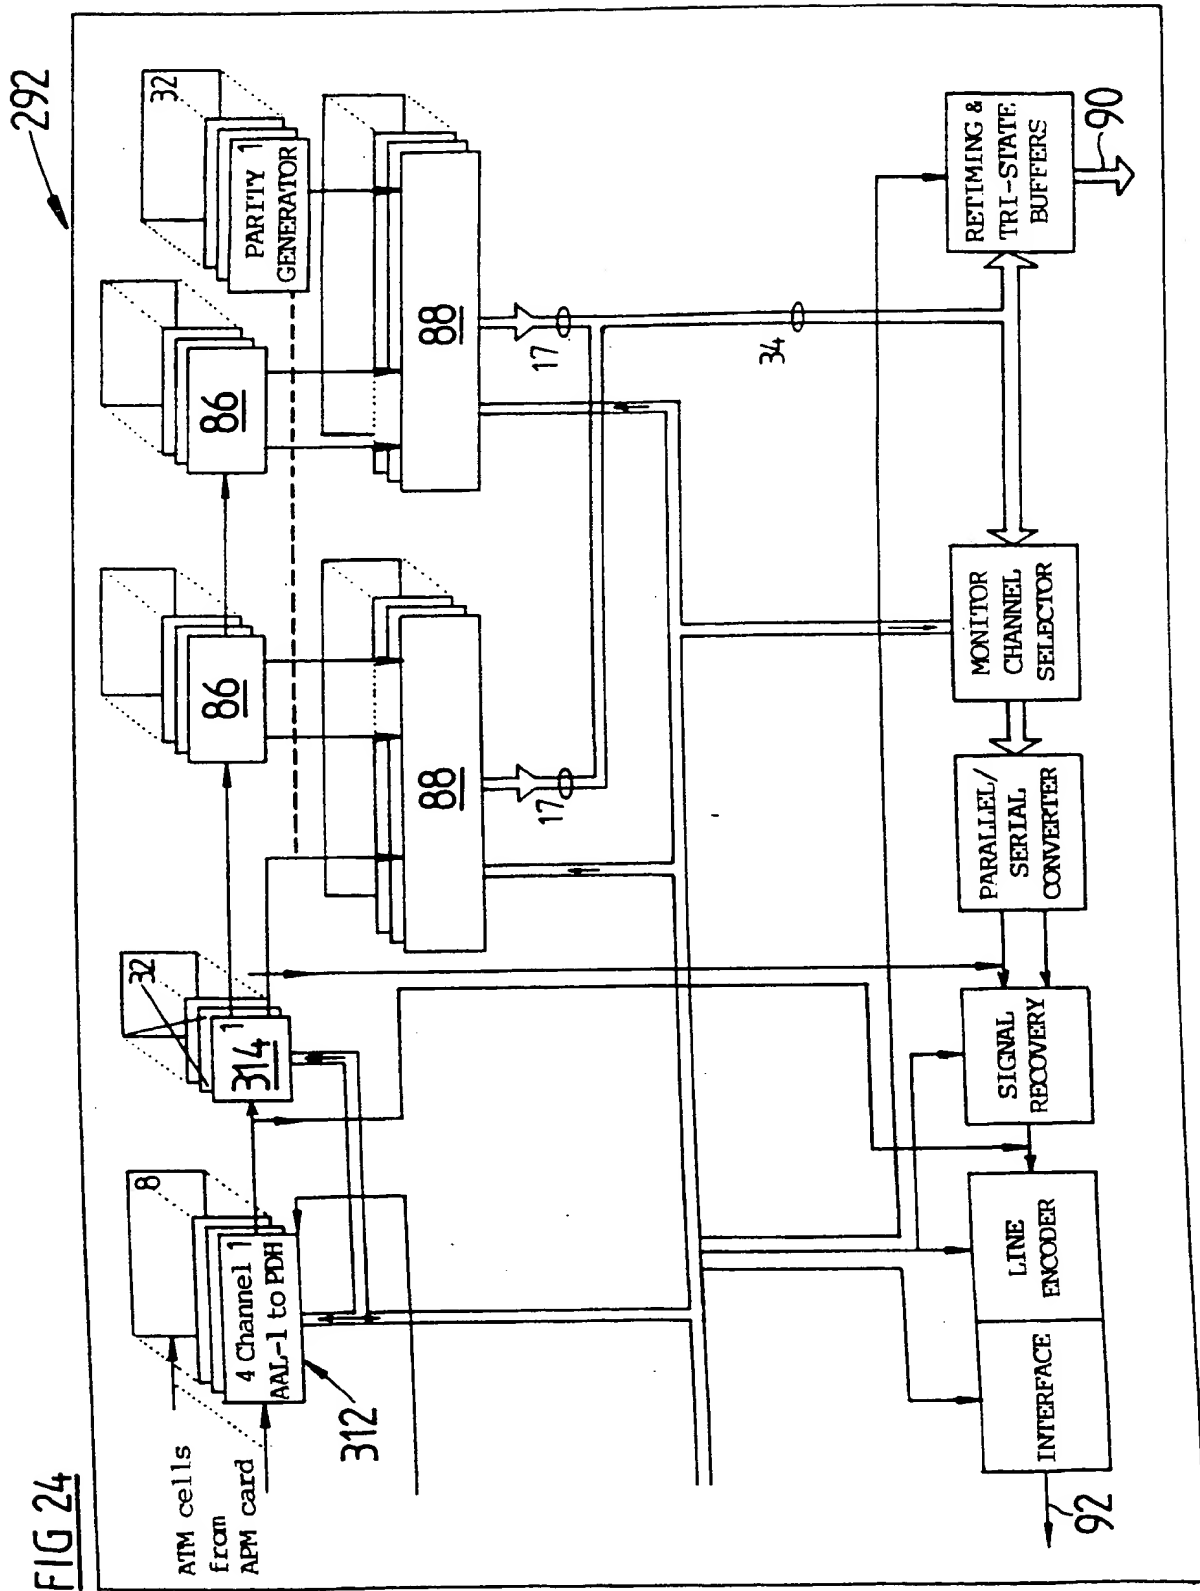 FIG 24
292
ATM cells
from
APM card
8
4 Channel 1
AAL-1 to PDH
312
32
314 1
86
86
32
PARITY 1
GENERATOR
88
88
17
17
34
INTERFACE
LINE
ENCODER
SIGNAL
RECOVERY
PARALLEL/
SERIAL
CONVERTER
MONITOR
CHANNEL
SELECTOR
RETIMING &
TRI-STATE
BUFFERS
90
92